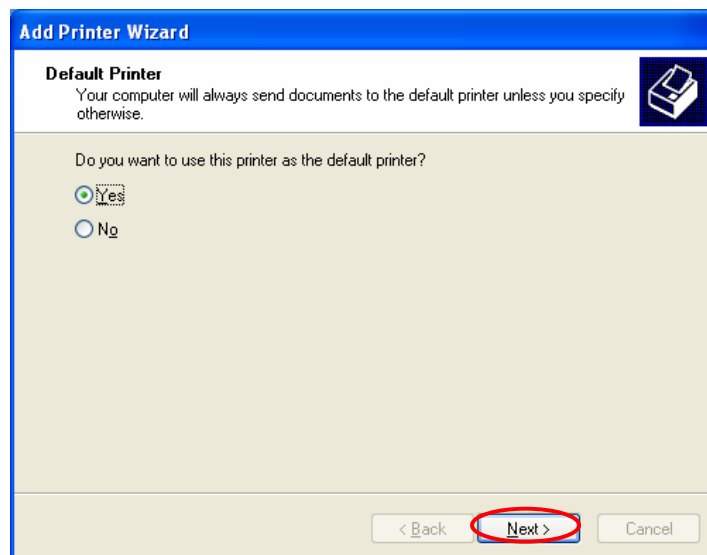 Add Printer Wizard
Default Printer
Your computer will always send documents to the default printer unless you specify
otherwise.
Do you want to use this printer as the default printer?
Yes
No
< Back
Next >
Cancel